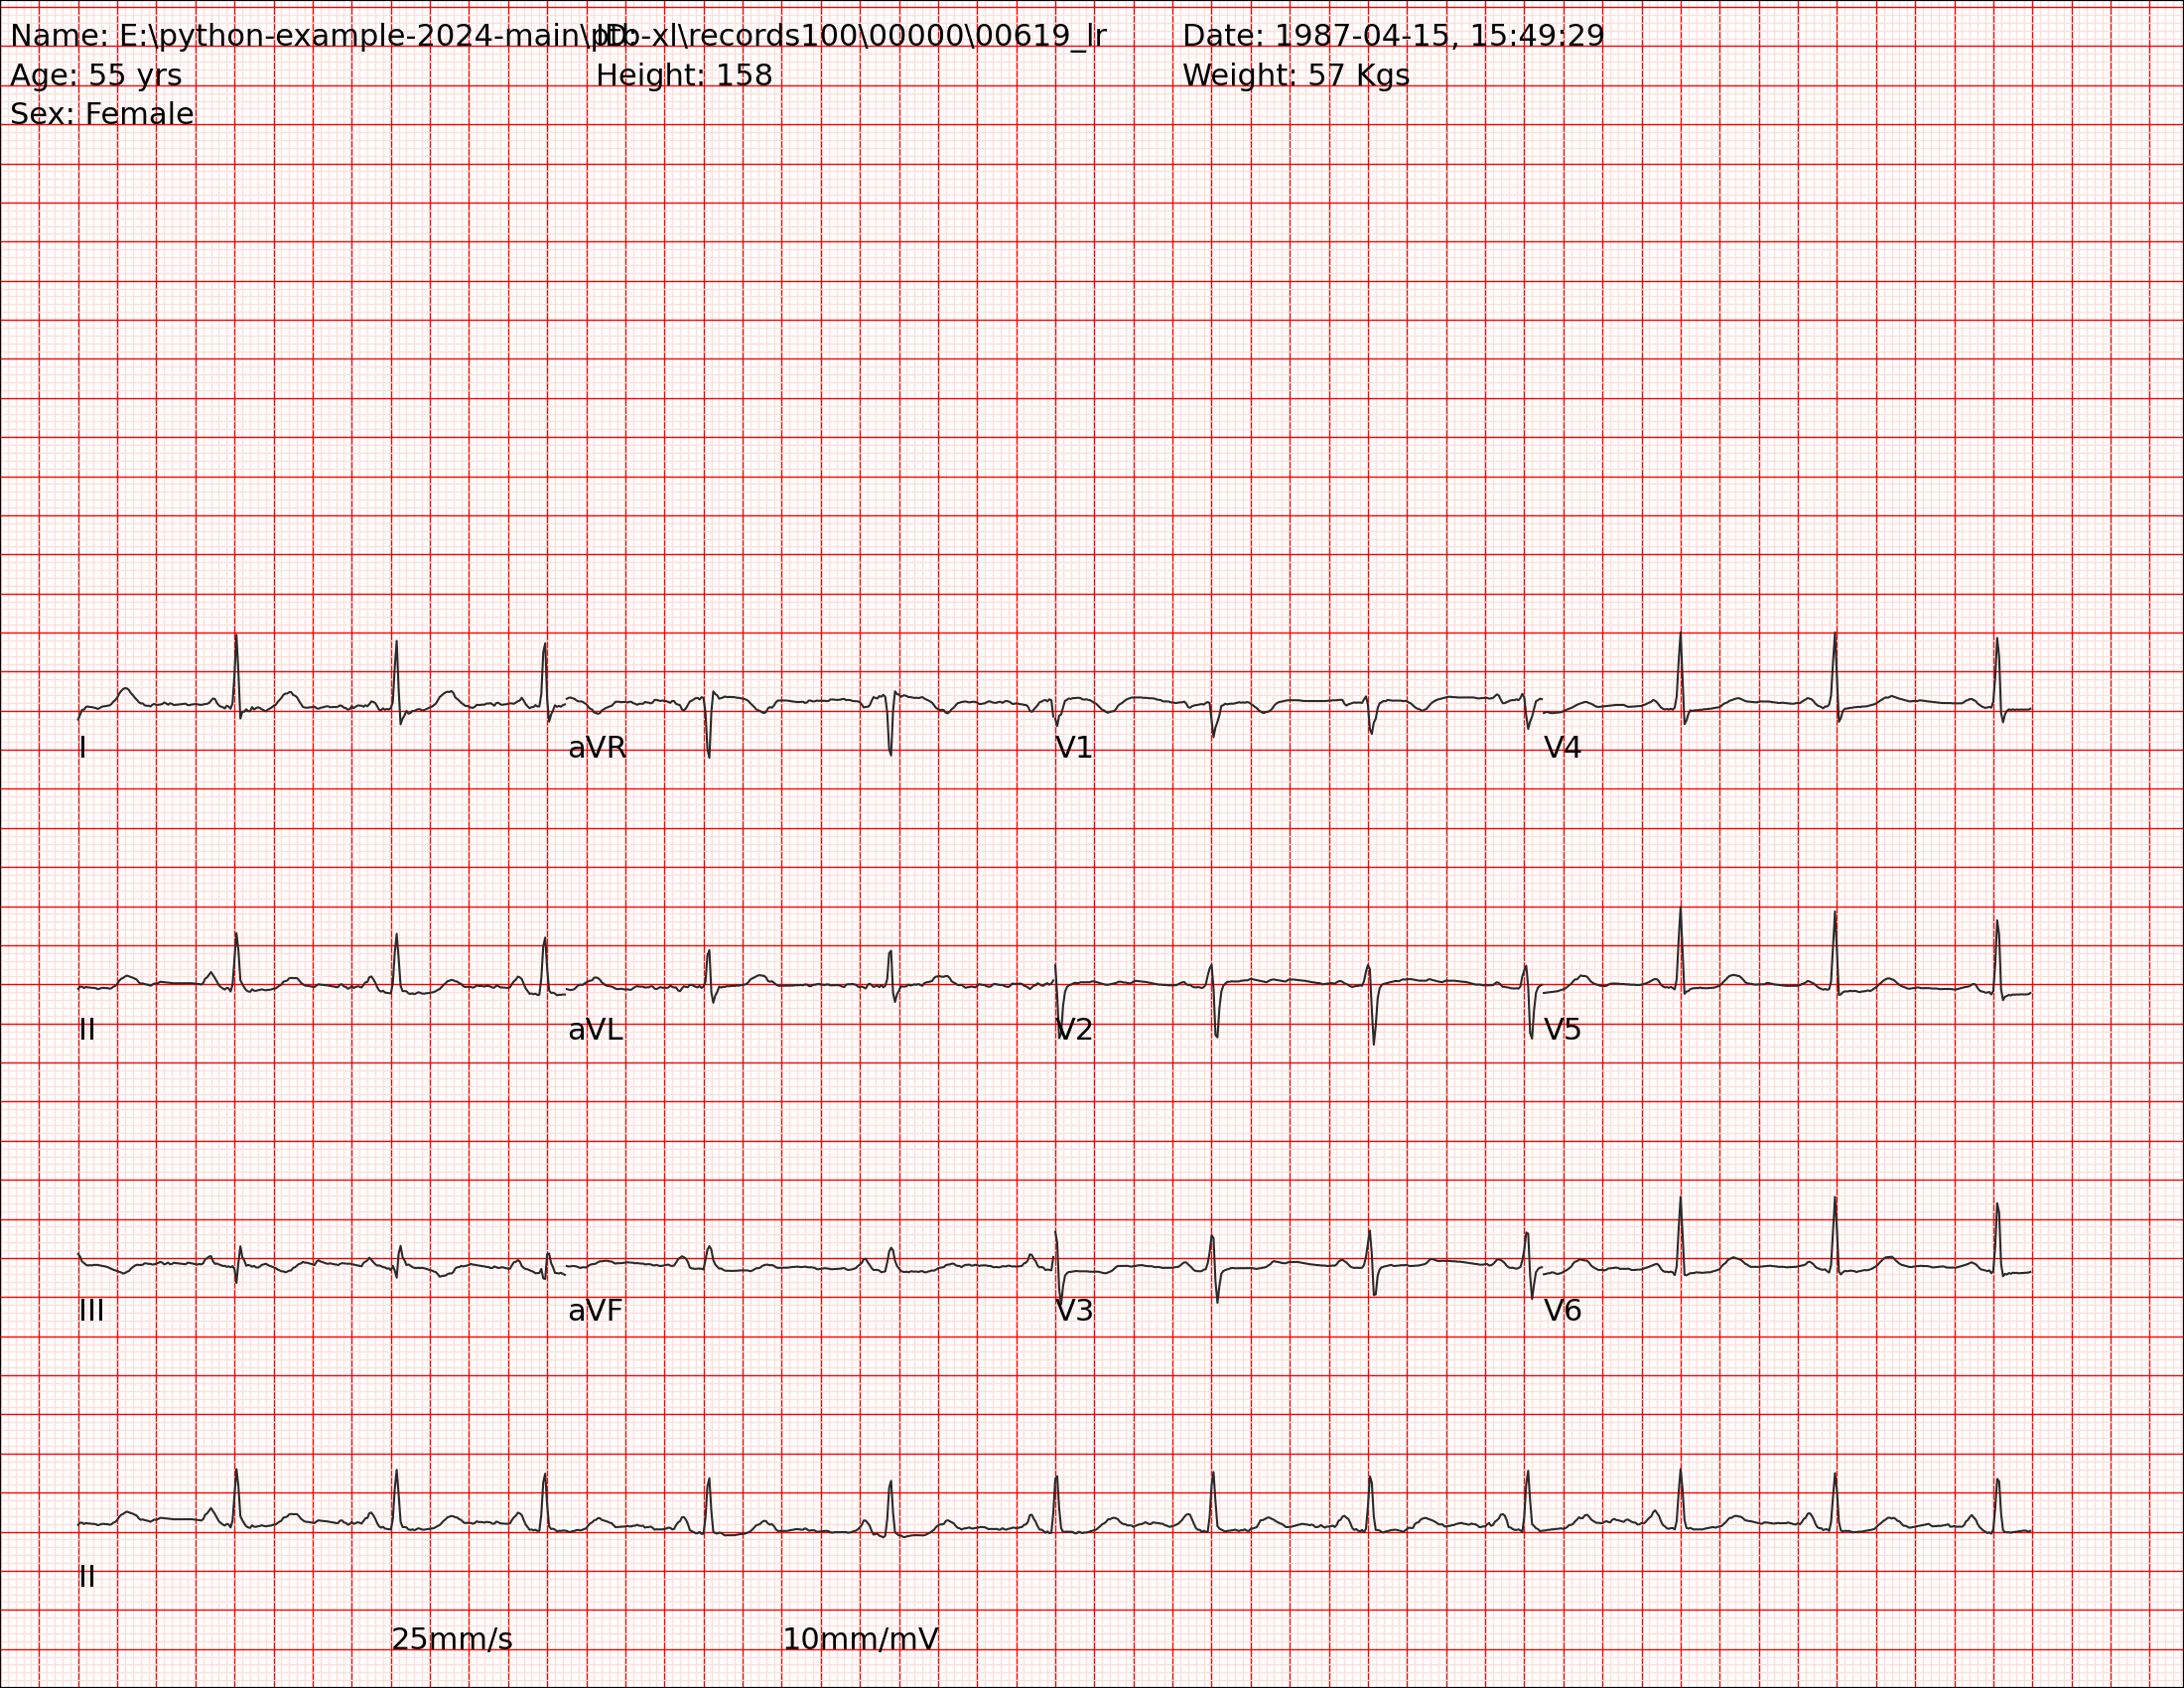 Name: E:\python-example-2024-main\ptb-xl\records100\00000\00619_lr ID: Date: 1987-04-15, 15:49:29
Age: 55 yrs Height: 158 Weight: 57 Kgs
Sex: Female
I aVR V1 V4
II aVL V2 V5
III aVF V3 V6
II
25mm/s 10mm/mV